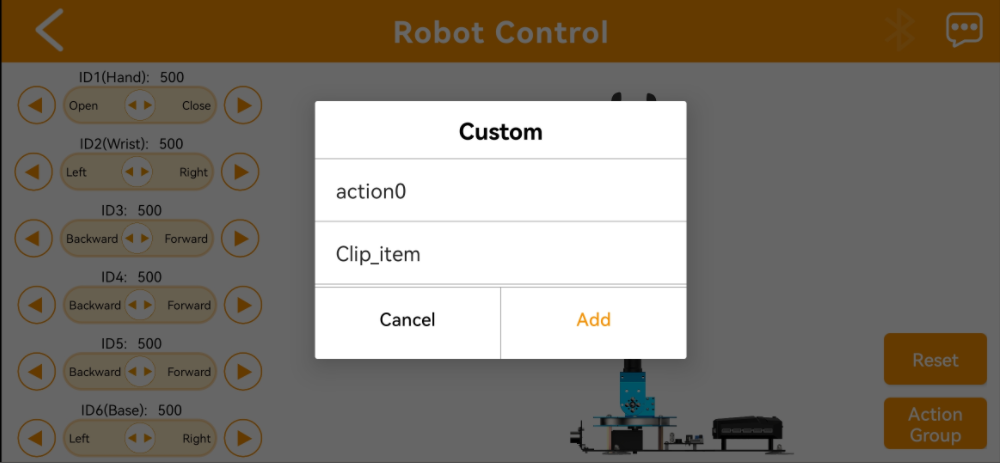 Robot Control
ID1(Hand): 500
Open Close
ID2(Wrist): 500
Left Right
ID3: 500
Backward Forward
ID4: 500
Backward Forward
ID5: 500
Backward Forward
ID6(Base): 500
Left Right
Custom
action0
Clip_item
Cancel Add
Reset
Action
Group